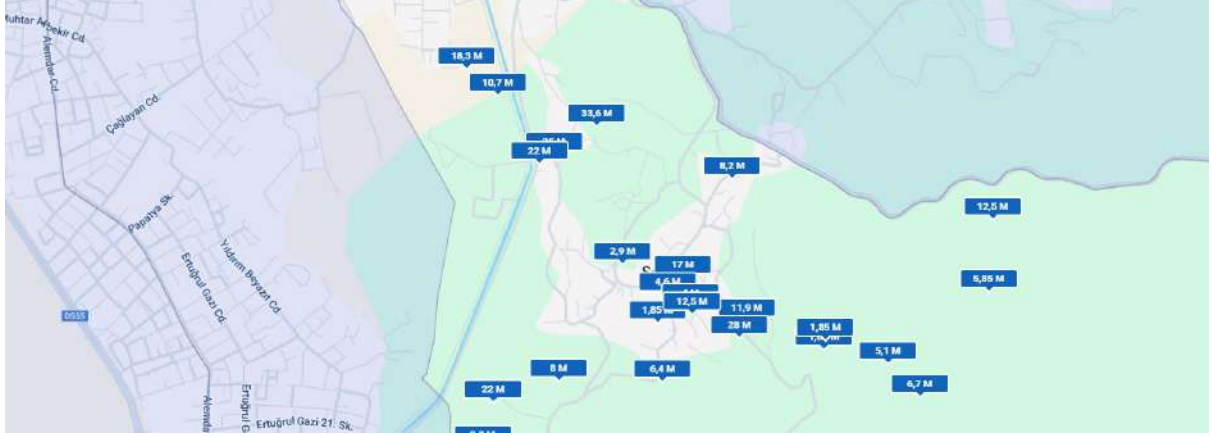 Alemdar Cd.
Çağlayan Cd.
Papatya Sk.
Yıldırım Beyazıt Cd.
Ertuğrul Gazi Cd.
D555
Ertuğrul Gazi 21. Sk.
18,3 M
10,7 M
33,6 M
22 M
8,2 M
12,5 M
2,9 M
17 M
4,6 M
5,85 M
12,5 M
11,9 M
1,85 M
28 M
1,85 M
5,1 M
8 M
6,4 M
6,7 M
22 M